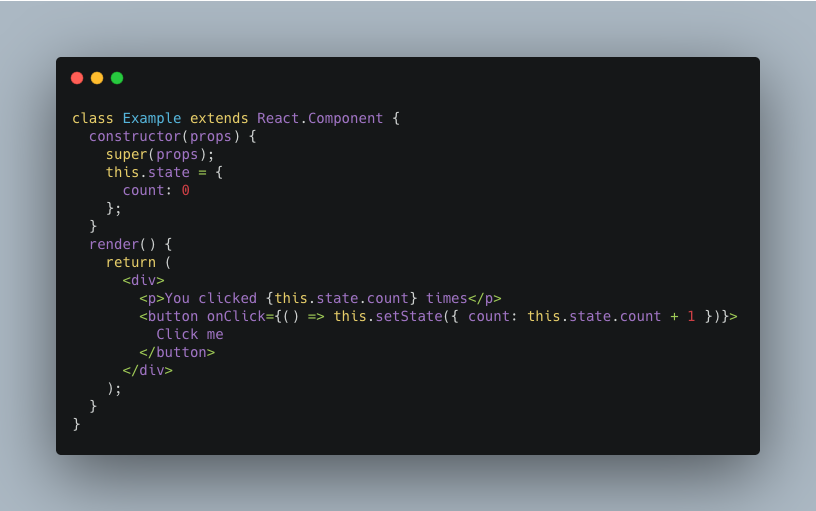 class Example extends React.Component {
  constructor(props) {
    super(props);
    this.state = {
      count: 0
    };
  }
  render() {
    return (
      <div>
        <p>You clicked {this.state.count} times</p>
        <button onClick={() => this.setState({ count: this.state.count + 1 })}>
          Click me
        </button>
      </div>
    );
  }
}